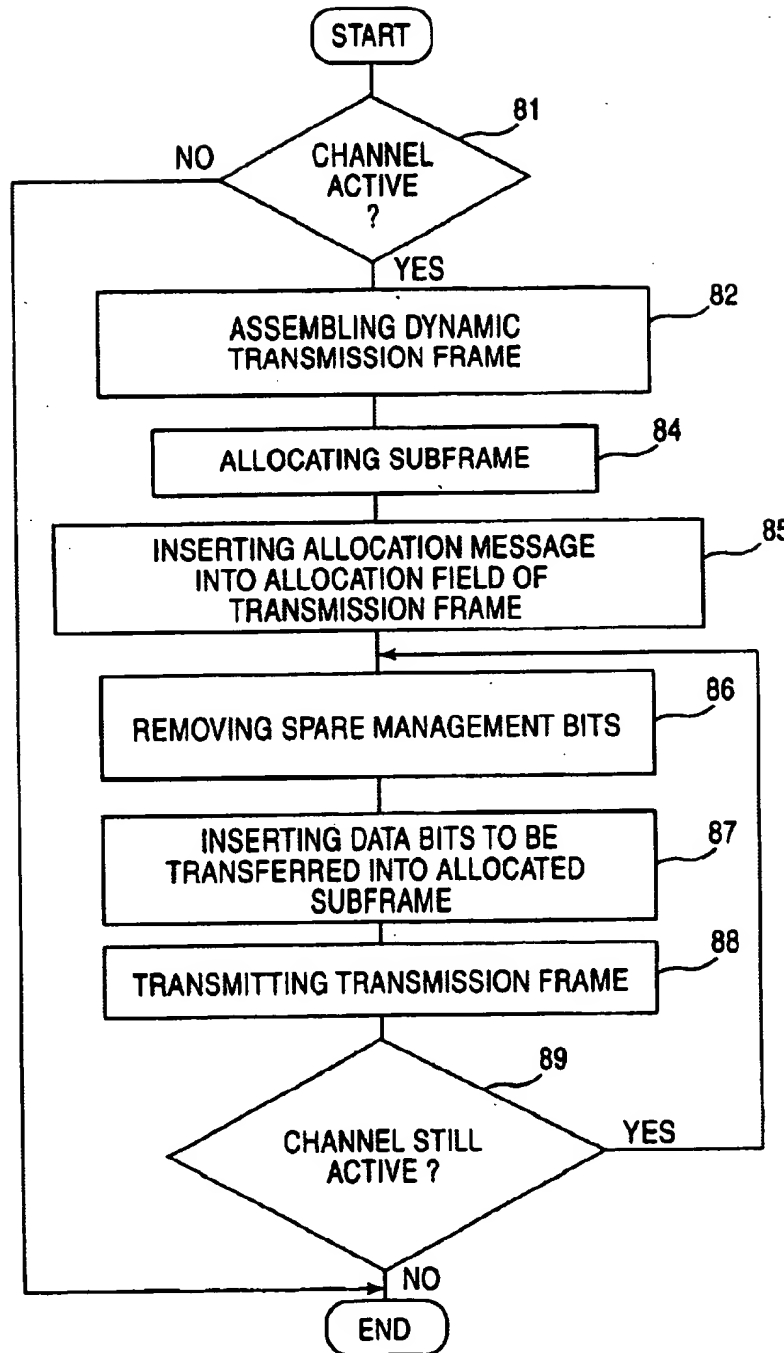 START
81
NO
CHANNEL
ACTIVE
?
YES
82
ASSEMBLING DYNAMIC
TRANSMISSION FRAME
84
ALLOCATING SUBFRAME
85
INSERTING ALLOCATION MESSAGE
INTO ALLOCATION FIELD OF
TRANSMISSION FRAME
86
REMOVING SPARE MANAGEMENT BITS
INSERTING DATA BITS TO BE
TRANSFERRED INTO ALLOCATED
SUBFRAME
87
88
TRANSMITTING TRANSMISSION FRAME
89
CHANNEL STILL
ACTIVE ?
YES
NO
END